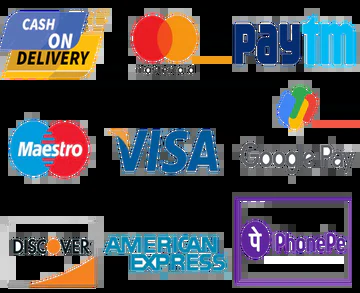 CASH
ON
DELIVERY
paytm
Maestro
VISA
Google Pay
DISCOVER
AMERICAN
EXPRESS
पे PhonePe